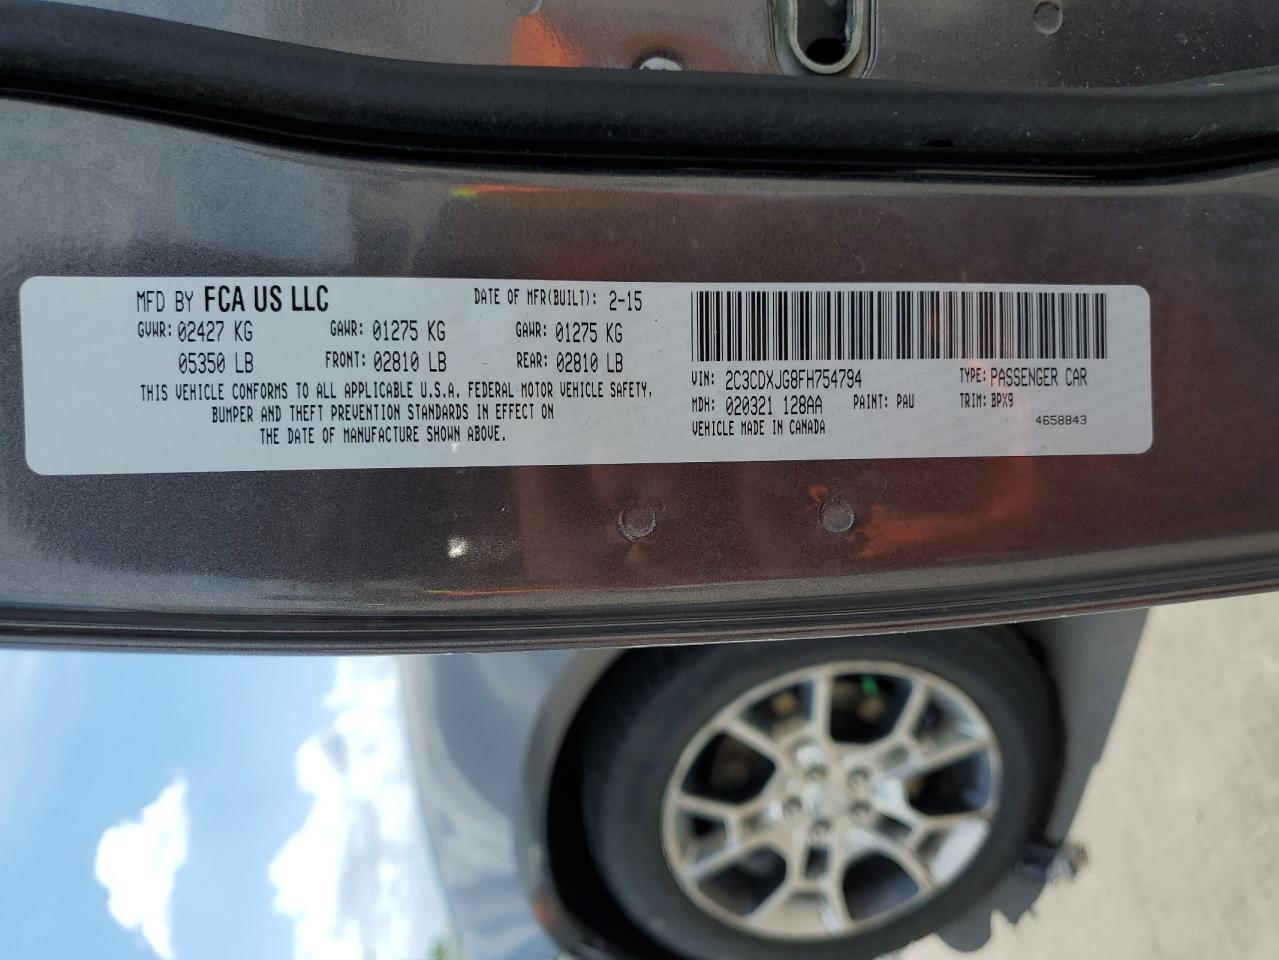 MFD BY FCA US LLC DATE OF MFR(BUILT): 2-15
GVWR: 02427 KG GAWR: 01275 KG GAWR: 01275 KG
05350 LB FRONT: 02810 LB REAR: 02810 LB
THIS VEHICLE CONFORMS TO ALL APPLICABLE U.S.A. FEDERAL MOTOR VEHICLE SAFETY,
BUMPER AND THEFT PREVENTION STANDARDS IN EFFECT ON
THE DATE OF MANUFACTURE SHOWN ABOVE.
VIN: 2C3CDXJG8FH754794 TYPE: PASSENGER CAR
MDH: 020321 128AA PAINT: PAU TRIM: BPX9
VEHICLE MADE IN CANADA 4658843